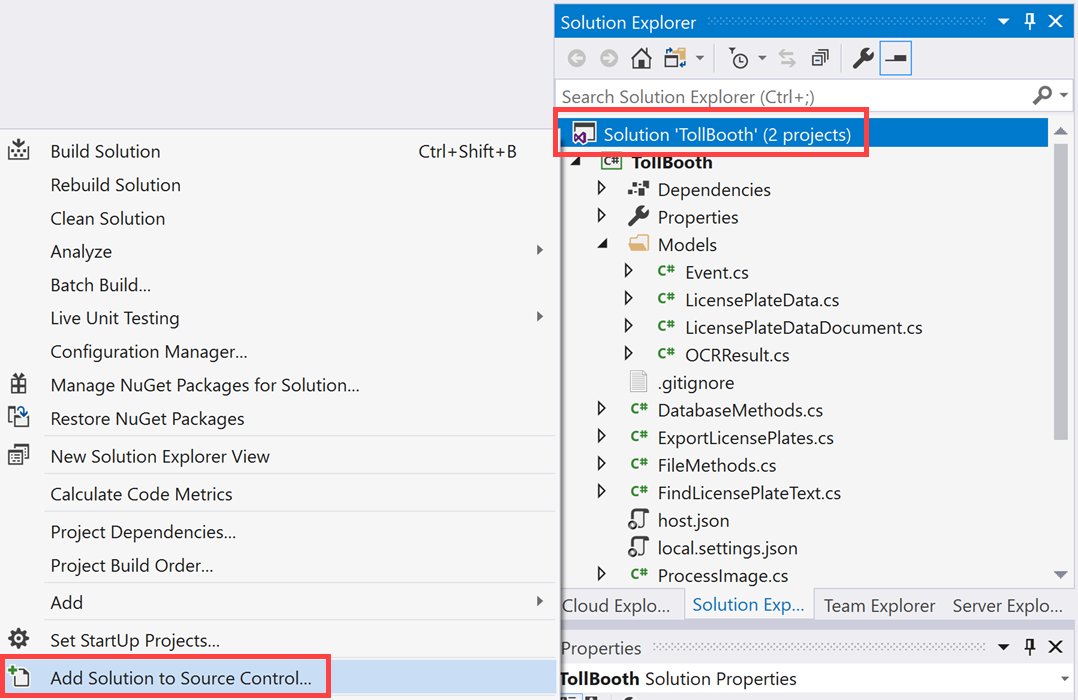 Build Solution Ctrl+Shift+B
Rebuild Solution
Clean Solution
Analyze
Batch Build...
Live Unit Testing
Configuration Manager...
Manage NuGet Packages for Solution...
Restore NuGet Packages
New Solution Explorer View
Calculate Code Metrics
Project Dependencies...
Project Build Order...
Add
Set StartUp Projects...
Add Solution to Source Control...
Solution Explorer
Search Solution Explorer (Ctrl+;)
Solution 'TollBooth' (2 projects)
C# TollBooth
Dependencies
Properties
Models
C# Event.cs
C# LicensePlateData.cs
C# LicensePlateDataDocument.cs
C# OCRResult.cs
.gitignore
C# DatabaseMethods.cs
C# ExportLicensePlates.cs
C# FileMethods.cs
C# FindLicensePlateText.cs
host.json
local.settings.json
C# ProcessImage.cs
Cloud Explo... Solution Exp... Team Explorer Server Explo...
Properties
TollBooth Solution Properties